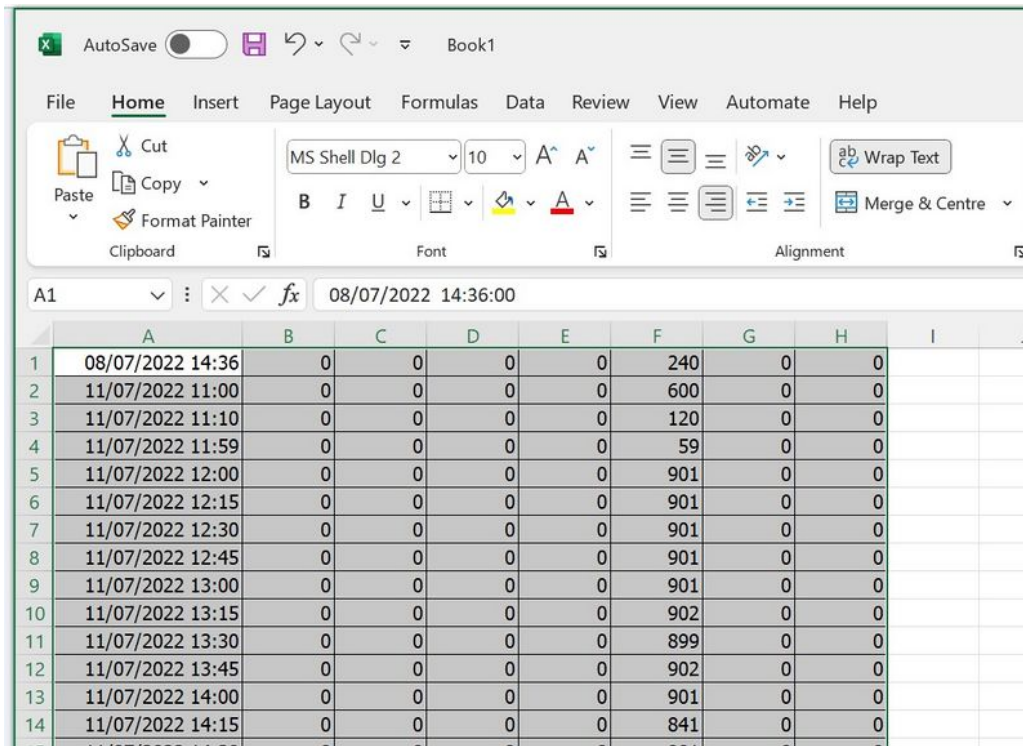 AutoSave Book1
File Home Insert Page Layout Formulas Data Review View Automate Help
Cut
Copy
Paste
Format Painter
Clipboard
MS Shell Dlg 2 10 A A
B I U A
Font
ab Wrap Text
Merge & Centre
Alignment
A1 fx 08/07/2022 14:36:00
A B C D E F G H I
1 08/07/2022 14:36 0 0 0 0 240 0 0
2 11/07/2022 11:00 0 0 0 0 600 0 0
3 11/07/2022 11:10 0 0 0 0 120 0 0
4 11/07/2022 11:59 0 0 0 0 59 0 0
5 11/07/2022 12:00 0 0 0 0 901 0 0
6 11/07/2022 12:15 0 0 0 0 901 0 0
7 11/07/2022 12:30 0 0 0 0 901 0 0
8 11/07/2022 12:45 0 0 0 0 901 0 0
9 11/07/2022 13:00 0 0 0 0 901 0 0
10 11/07/2022 13:15 0 0 0 0 902 0 0
11 11/07/2022 13:30 0 0 0 0 899 0 0
12 11/07/2022 13:45 0 0 0 0 902 0 0
13 11/07/2022 14:00 0 0 0 0 901 0 0
14 11/07/2022 14:15 0 0 0 0 841 0 0